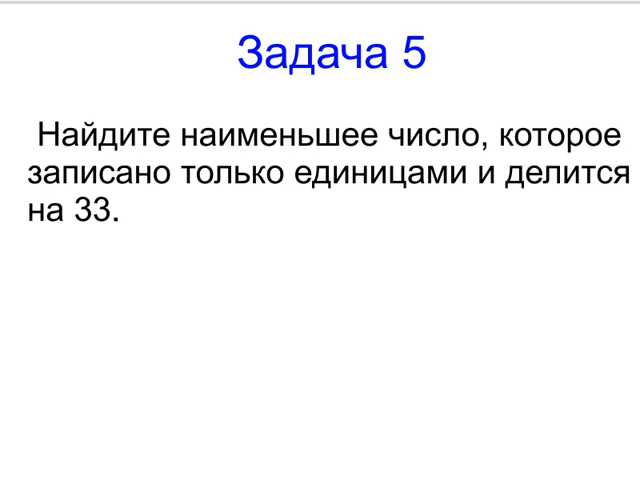 Задача 5
Найдите наименьшее число, которое
записано только единицами и делится
на 33.